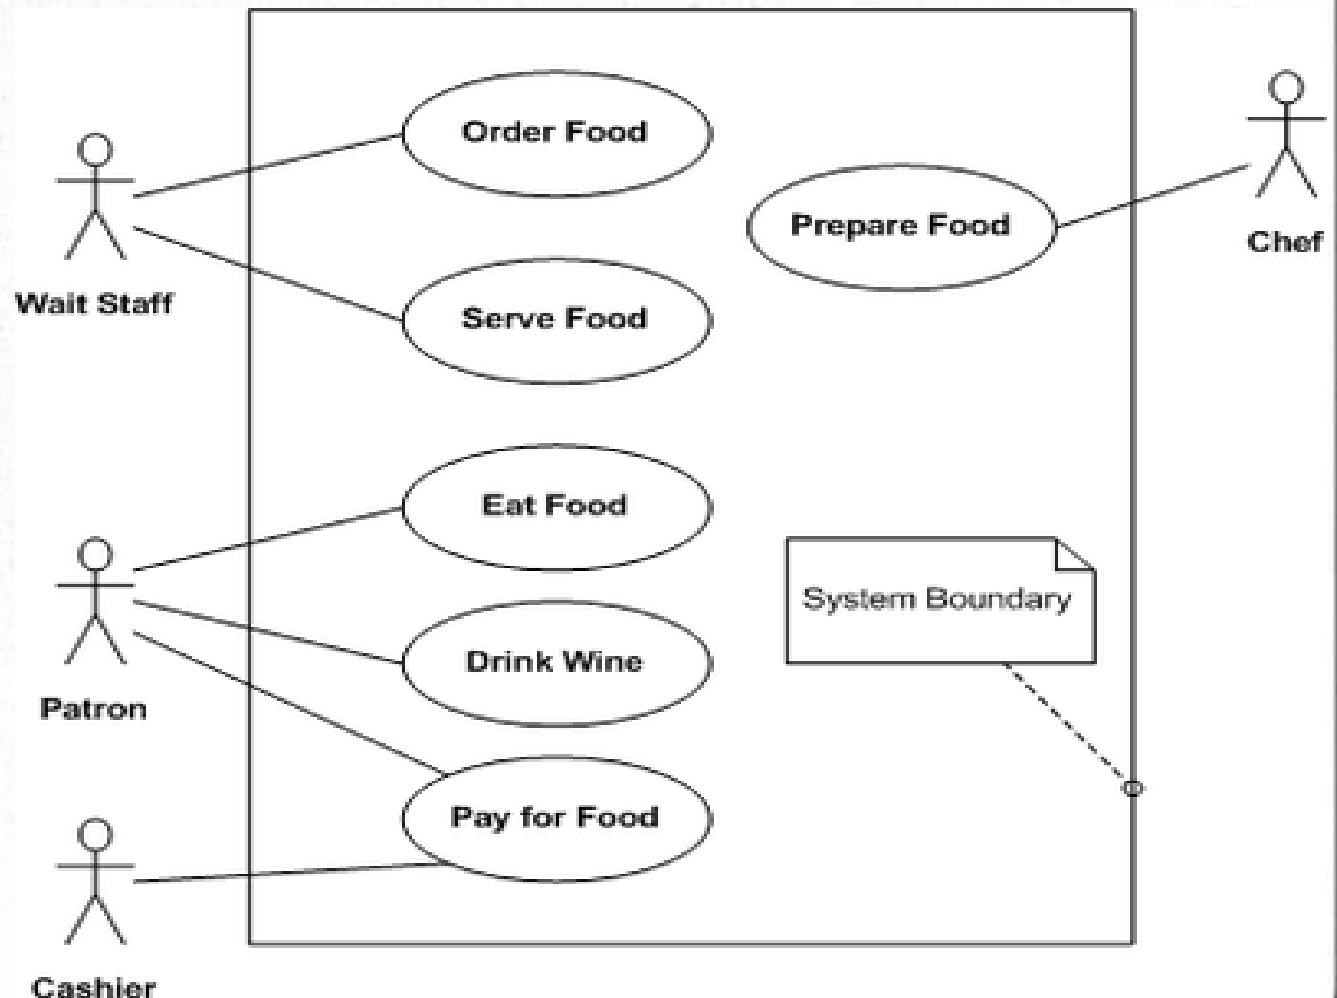 Order Food
Prepare Food
Chef
Wait Staff
Serve Food
Eat Food
System Boundary
Drink Wine
Patron
Pay for Food
Cashier